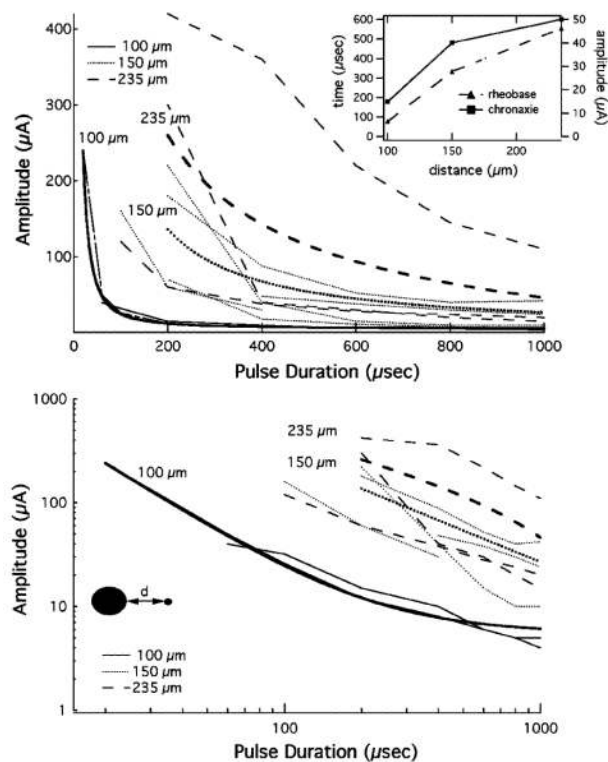 100 µm
150 µm
235 µm
400
300
200
100
Amplitude (µA)
100 µm
235 µm
150 µm
0
200
400
600
800
1000
Pulse Duration (µsec)
600
500
400
300
200
100
0
time (µsec)
50
40
30
20
10
0
amplitude (µA)
rheobase
chronaxie
100
150
200
distance (µm)
1000
100
10
1
Amplitude (µA)
235 µm
150 µm
100 µm
d
100 µm
150 µm
235 µm
100
1000
Pulse Duration (µsec)